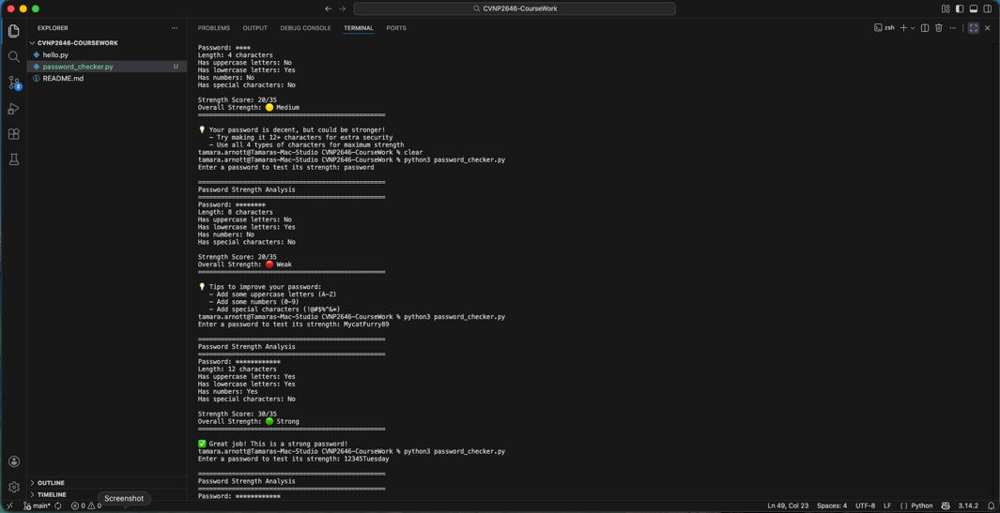 CVNP2646-CourseWork
EXPLORER
CVNP2646-COURSEWORK
hello.py
password_checker.py U
README.md
OUTLINE
TIMELINE
PROBLEMS OUTPUT DEBUG CONSOLE TERMINAL PORTS
zsh
Password: ****
Length: 4 characters
Has uppercase letters: No
Has lowercase letters: Yes
Has numbers: No
Has special characters: No
Strength Score: 20/35
Overall Strength: 🟡 Medium
==================================================
💡 Your password is decent, but could be stronger!
- Try making it 12+ characters for extra security
- Use all 4 types of characters for maximum strength
tamara.arnott@Tamaras-Mac-Studio CVNP2646-CourseWork % clear
tamara.arnott@Tamaras-Mac-Studio CVNP2646-CourseWork % python3 password_checker.py
Enter a password to test its strength: password
==================================================
Password Strength Analysis
==================================================
Password: ********
Length: 8 characters
Has uppercase letters: No
Has lowercase letters: Yes
Has numbers: No
Has special characters: No
Strength Score: 20/35
Overall Strength: 🔴 Weak
==================================================
💡 Tips to improve your password:
- Add some uppercase letters (A-Z)
- Add some numbers (0-9)
- Add special characters (!@#$%^&*)
tamara.arnott@Tamaras-Mac-Studio CVNP2646-CourseWork % python3 password_checker.py
Enter a password to test its strength: MycatFurry89
==================================================
Password Strength Analysis
==================================================
Password: ************
Length: 12 characters
Has uppercase letters: Yes
Has lowercase letters: Yes
Has numbers: Yes
Has special characters: No
Strength Score: 30/35
Overall Strength: 🟢 Strong
==================================================
✅ Great job! This is a strong password!
tamara.arnott@Tamaras-Mac-Studio CVNP2646-CourseWork % python3 password_checker.py
Enter a password to test its strength: 12345Tuesday
==================================================
Password Strength Analysis
==================================================
Password: ************
Screenshot
main* 0 0 Ln 49, Col 23 Spaces: 4 UTF-8 LF { } Python 3.14.2